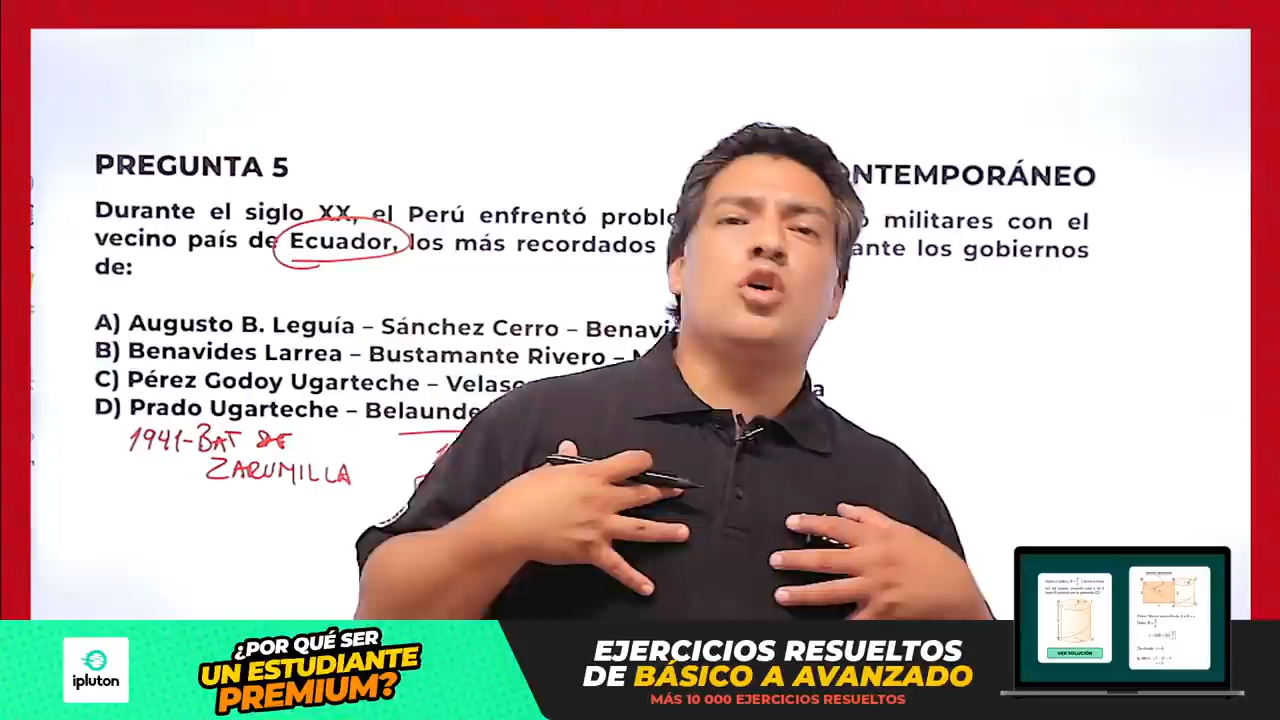 PREGUNTA 5
NTEMPORÁNEO
Durante el siglo XX, el Perú enfrentó proble militares con el
vecino país de Ecuador, los más recordados ante los gobiernos
de:
A) Augusto B. Leguía – Sánchez Cerro – Benavi
B) Benavides Larrea – Bustamante Rivero –
C) Pérez Godoy Ugarteche – Velas
D) Prado Ugarteche – Belaunde
1941-BAT DE
ZARUMILLA
ipluton
¿POR QUÉ SER
UN ESTUDIANTE
PREMIUM?
EJERCICIOS RESUELTOS
DE BÁSICO A AVANZADO
MÁS 10 000 EJERCICIOS RESUELTOS
VER SOLUCIÓN